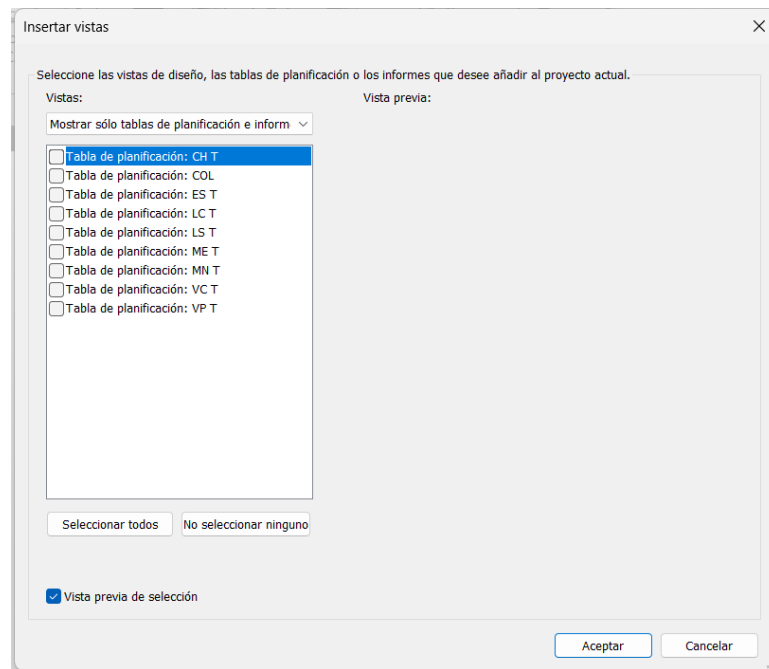 Insertar vistas
Seleccione las vistas de diseño, las tablas de planificación o los informes que desee añadir al proyecto actual.
Vistas:
Vista previa:
Mostrar sólo tablas de planificación e inform
Tabla de planificación: CH T
Tabla de planificación: COL
Tabla de planificación: ES T
Tabla de planificación: LC T
Tabla de planificación: LS T
Tabla de planificación: ME T
Tabla de planificación: MN T
Tabla de planificación: VC T
Tabla de planificación: VP T
Seleccionar todos
No seleccionar ninguno
Vista previa de selección
Aceptar
Cancelar